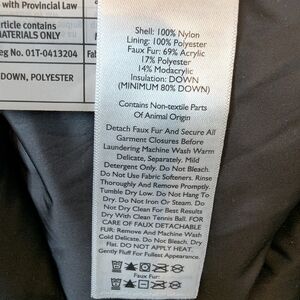 with Provincial Law
article contains
MATERIALS ONLY
Reg No. 01T-0413204
Fab
DOWN, POLYESTER
Shell: 100% Nylon
Lining: 100% Polyester
Faux Fur: 69% Acrylic
17% Polyester
14% Modacrylic
Insulation: DOWN
(MINIMUM 80% DOWN)
Contains Non-textile Parts
Of Animal Origin
Detach Faux Fur And Secure All
Garment Closures Before
Laundering Machine Wash Warm
Delicate, Separately. Mild
Detergent Only. Do Not Bleach.
Do Not Use Fabric Softeners. Rinse
Thoroughly And Remove Promptly.
Tumble Dry Low. Do Not Hang To
Dry. Do Not Iron Or Steam. Do
Not Dry Clean For Best Results
Dry With Clean Tennis Ball. FOR
CARE OF FAUX DETACHABLE
FUR: Remove And Machine Wash
Cold Delicate. Do Not Bleach. Dry
Flat. DO NOT APPLY HEAT.
Gently Fluff For Fullest Appearance.
Faux Fur: